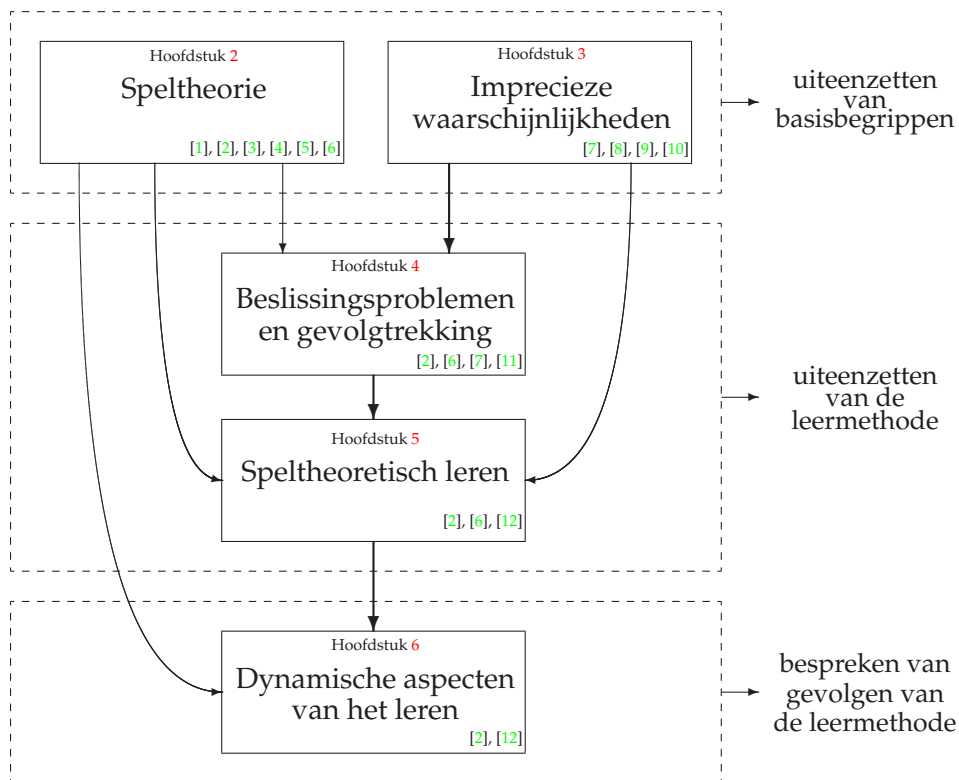 Hoofdstuk 2
Speltheorie
[1], [2], [3], [4], [5], [6]
Hoofdstuk 3
Imprecieze
waarschijnlijkheden
[7], [8], [9], [10]
uiteenzetten
van
basisbegrippen
Hoofdstuk 4
Beslissingsproblemen
en gevolgtrekking
[2], [6], [7], [11]
uiteenzetten
van de
leermethode
Hoofdstuk 5
Speltheoretisch leren
[2], [6], [12]
Hoofdstuk 6
Dynamische aspecten
van het leren
[2], [12]
bespreken van
gevolgen van
de leermethode